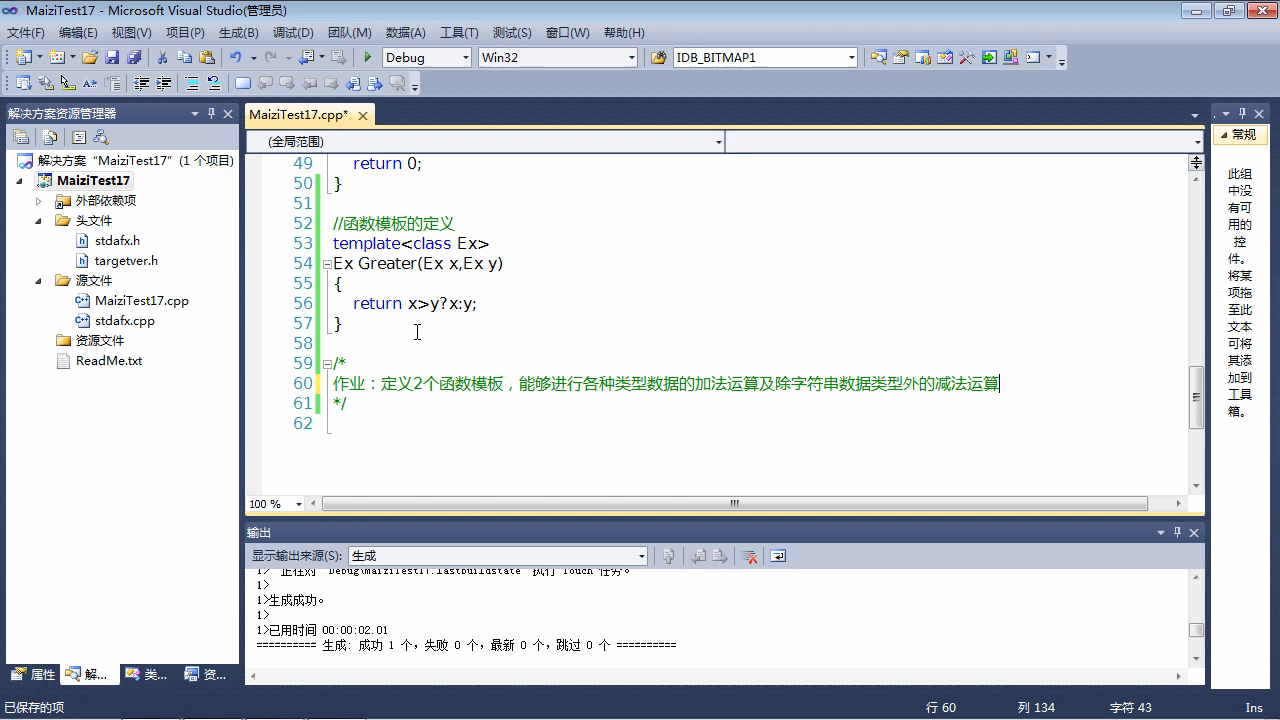 MaiziTest17 - Microsoft Visual Studio(管理员)
文件(F) 编辑(E) 视图(V) 项目(P) 生成(B) 调试(D) 团队(M) 数据(A) 工具(T) 测试(S) 窗口(W) 帮助(H)
Debug Win32 IDB_BITMAP1
解决方案资源管理器
解决方案“MaiziTest17”(1 个项目)
MaiziTest17
外部依赖项
头文件
stdafx.h
targetver.h
源文件
MaiziTest17.cpp
stdafx.cpp
资源文件
ReadMe.txt
属性 解... 类... 资...
MaiziTest17.cpp*
(全局范围)
49 return 0;
50 }
51
52 //函数模板的定义
53 template<class Ex>
54 Ex Greater(Ex x,Ex y)
55 {
56 return x>y?x:y;
57 }
58
59 /*
60 作业：定义2个函数模板，能够进行各种类型数据的加法运算及除字符串数据类型外的减法运算
61 */
62
100 %
输出
显示输出来源(S): 生成
1> 正在对“Debug\MaiziTest17.lastbuildstate”执行 Touch 任务。
1>
1>生成成功。
1>
1>已用时间 00:00:02.01
========== 生成: 成功 1 个，失败 0 个，最新 0 个，跳过 0 个 ==========
常规
此组
中没
有可
用的
控
件。
将某
项拖
至此
文本
可将
其添
加到
工具
箱。
已保存的项 行 60 列 134 字符 43 Ins